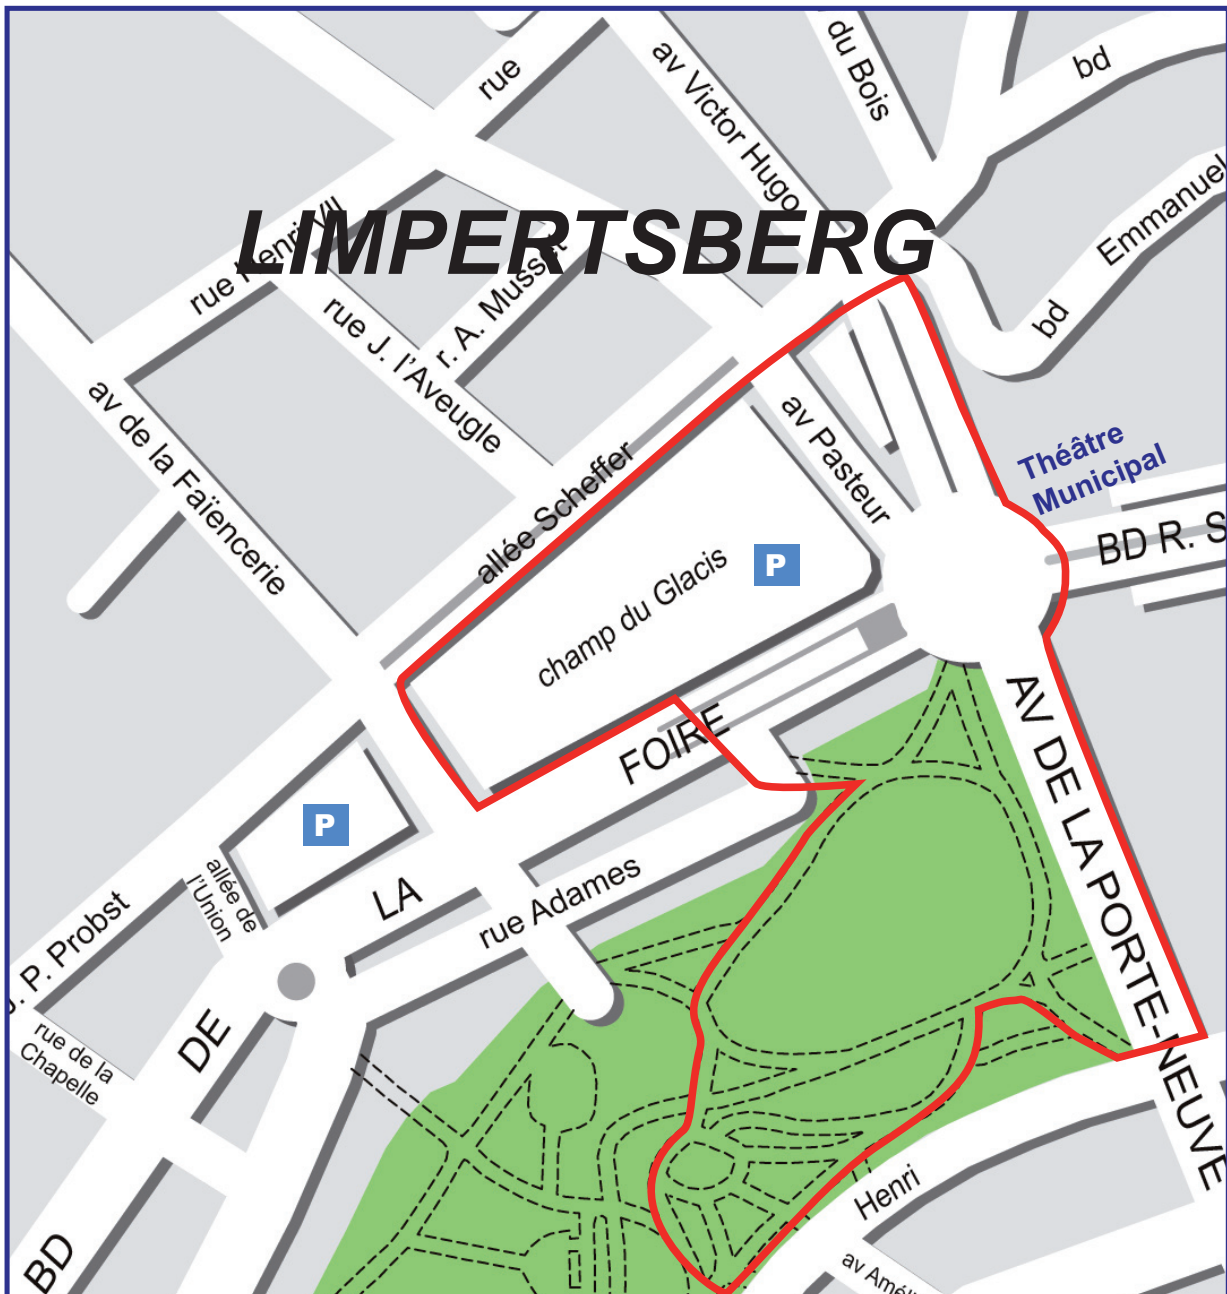 rue
av Victor Hugo
du Bois
bd
Emmanuel
bd
LIMPERTSBERG
rue Henri VII
r. A. Musset
rue J. l'Aveugle
av de la Faïencerie
allée Scheffer
av Pasteur
Théâtre
Municipal
BD R. S
champ du Glacis
P
FOIRE
AV DE LA PORTE-NEUVE
P
allée de
l'Union
LA
rue Adames
J. P. Probst
rue de la
Chapelle
DE
BD
Henri
av Améli